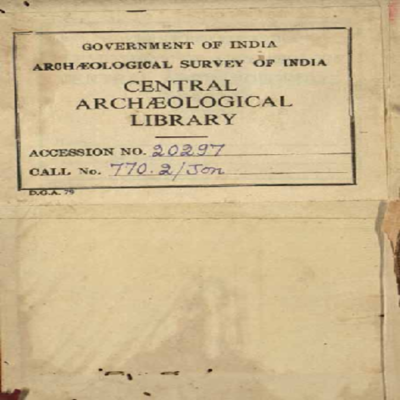 GOVERNMENT OF INDIA
ARCHÆOLOGICAL SURVEY OF INDIA
CENTRAL
ARCHÆOLOGICAL
LIBRARY
ACCESSION NO. 20297
CALL No. 770.2/Jon
D.G.A. 79